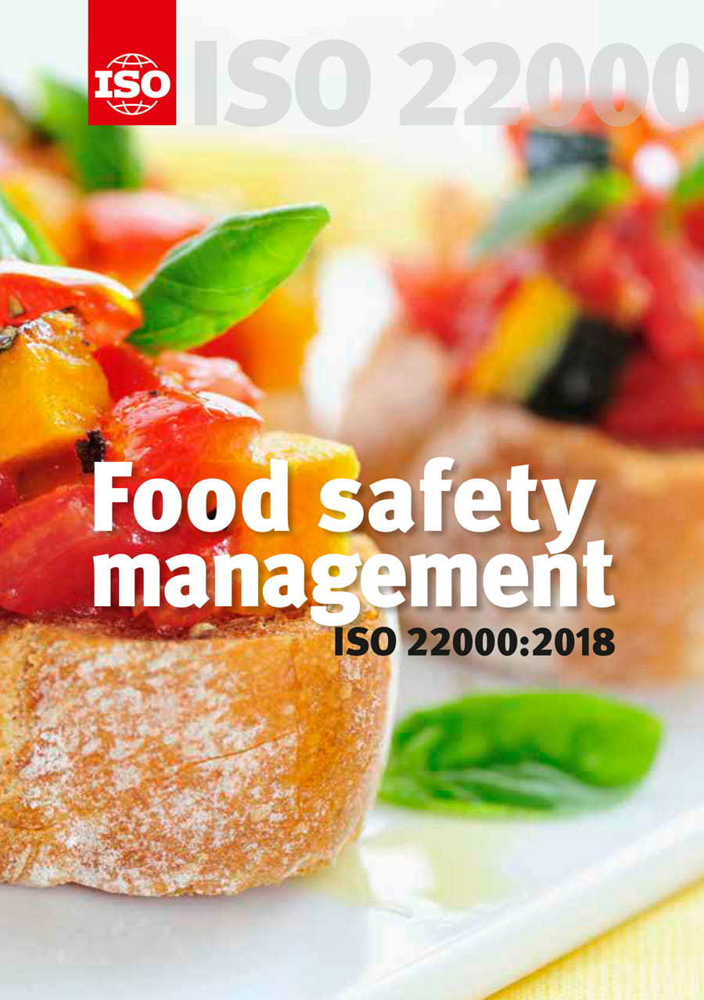 ISO
ISO 22000
Food safety
management
ISO 22000:2018